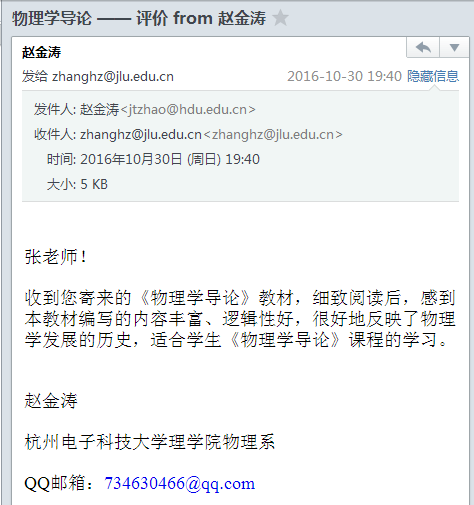 物理学导论 —— 评价 from 赵金涛
赵金涛
发给 zhanghz@jlu.edu.cn 2016-10-30 19:40 隐藏信息
发件人: 赵金涛<jtzhao@hdu.edu.cn>
收件人: zhanghz@jlu.edu.cn<zhanghz@jlu.edu.cn>
时间: 2016年10月30日 (周日) 19:40
大小: 5 KB
张老师！
收到您寄来的《物理学导论》教材，细致阅读后，感到
本教材编写的内容丰富、逻辑性好，很好地反映了物理
学发展的历史，适合学生《物理学导论》课程的学习。
赵金涛
杭州电子科技大学理学院物理系
QQ邮箱：734630466@qq.com